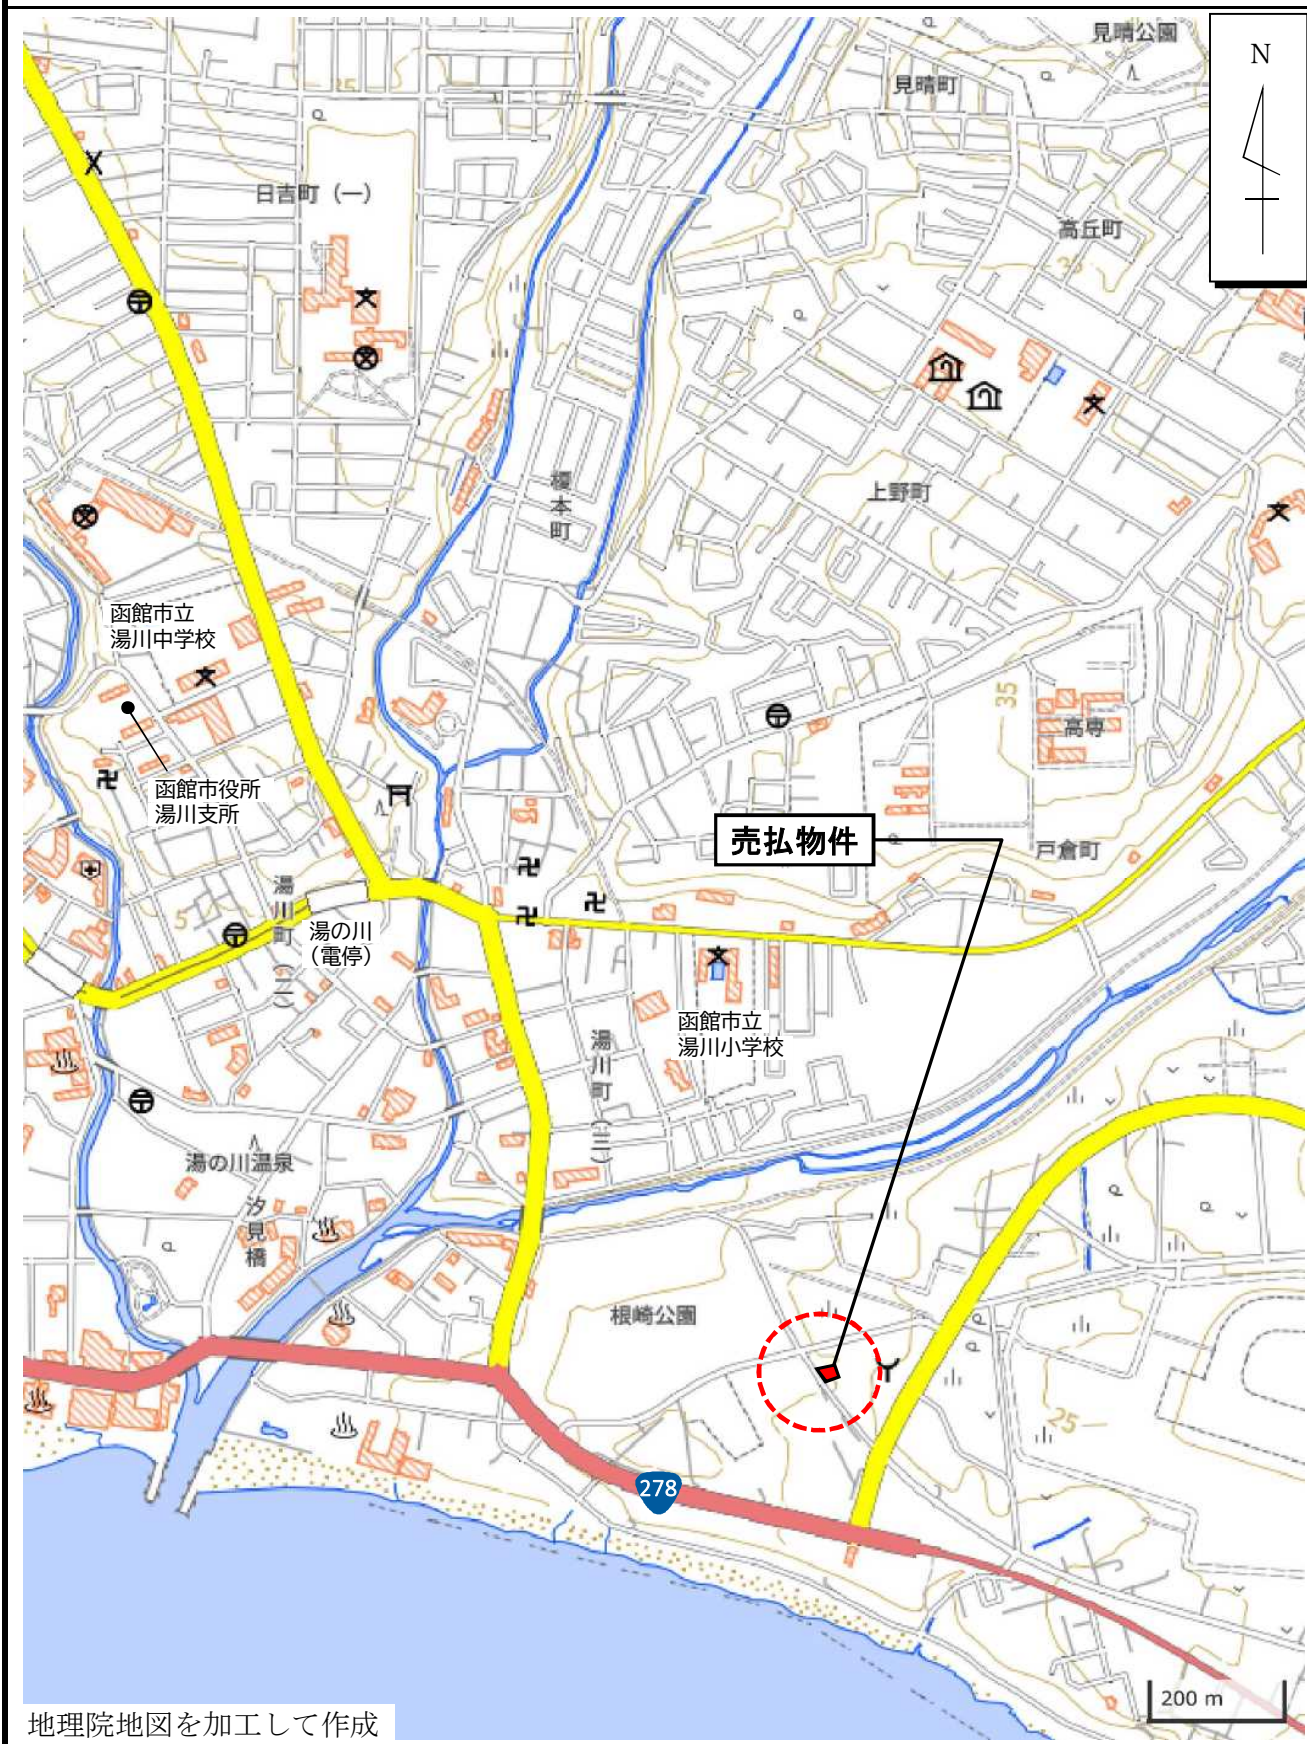 見晴公園
N
見晴町
25
日吉町（一）
高丘町
35
榎本町
上野町
函館市立
湯川中学校
35
高専
函館市役所
湯川支所
売払物件
戸倉町
湯川町（二）
5
湯の川
（電停）
函館市立
湯川小学校
湯川町（三）
湯の川温泉
汐見橋
根崎公園
25
278
200 m
地理院地図を加工して作成